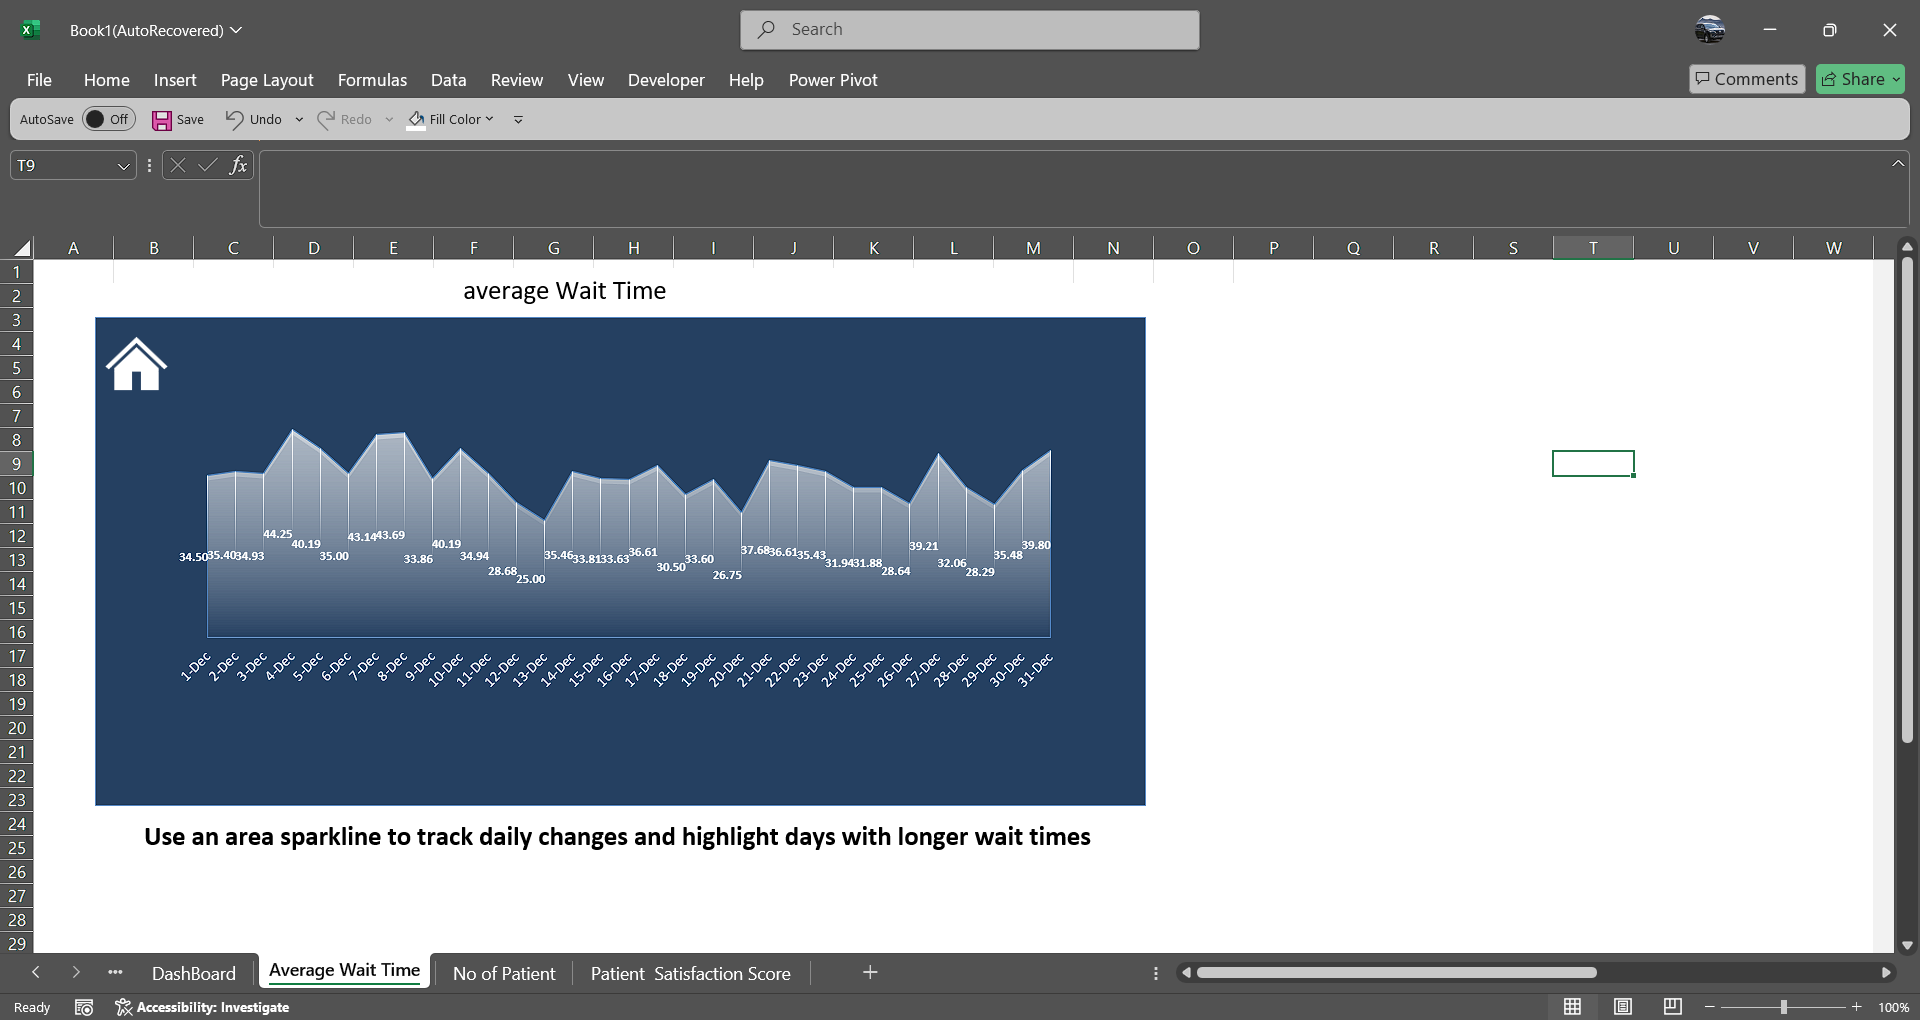 Book1(AutoRecovered)
Search
File Home Insert Page Layout Formulas Data Review View Developer Help Power Pivot
Comments Share
AutoSave Off Save Undo Redo Fill Color
T9
fx
A B C D E F G H I J K L M N O P Q R S T U V W
1
2
3
4
5
6
7
8
9
10
11
12
13
14
15
16
17
18
19
20
21
22
23
24
25
26
27
28
29
average Wait Time
34.50 35.40 34.93 44.25 40.19 35.00 43.14 43.69 33.86 40.19 34.94 28.68 25.00 35.46 33.81 33.63 36.61 30.50 33.60 26.75 37.68 36.61 35.43 31.94 31.88 28.64 39.21 32.06 28.29 35.48 39.80
1-Dec 2-Dec 3-Dec 4-Dec 5-Dec 6-Dec 7-Dec 8-Dec 9-Dec 10-Dec 11-Dec 12-Dec 13-Dec 14-Dec 15-Dec 16-Dec 17-Dec 18-Dec 19-Dec 20-Dec 21-Dec 22-Dec 23-Dec 24-Dec 25-Dec 26-Dec 27-Dec 28-Dec 29-Dec 30-Dec 31-Dec
Use an area sparkline to track daily changes and highlight days with longer wait times
DashBoard Average Wait Time No of Patient Patient Satisfaction Score
Ready Accessibility: Investigate 100%